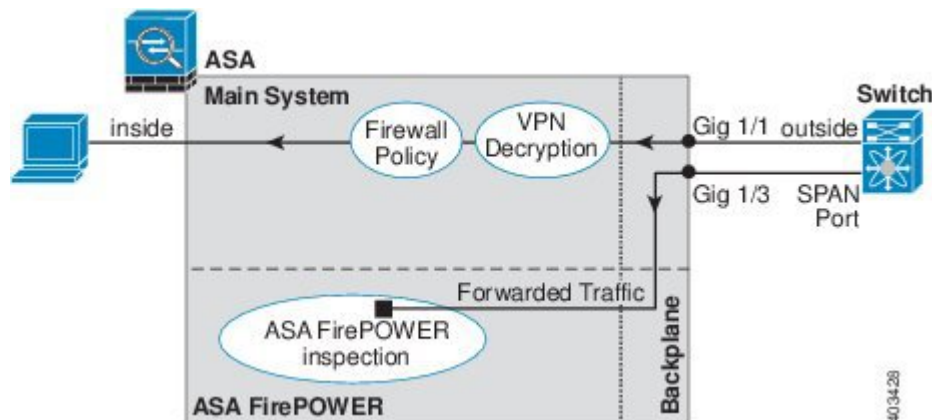 ASA
Main System
Switch
inside
Firewall
Policy
VPN
Decryption
Gig 1/1
outside
Gig 1/3
SPAN
Port
Forwarded Traffic
ASA FirePOWER
inspection
Backplane
ASA FirePOWER
403428